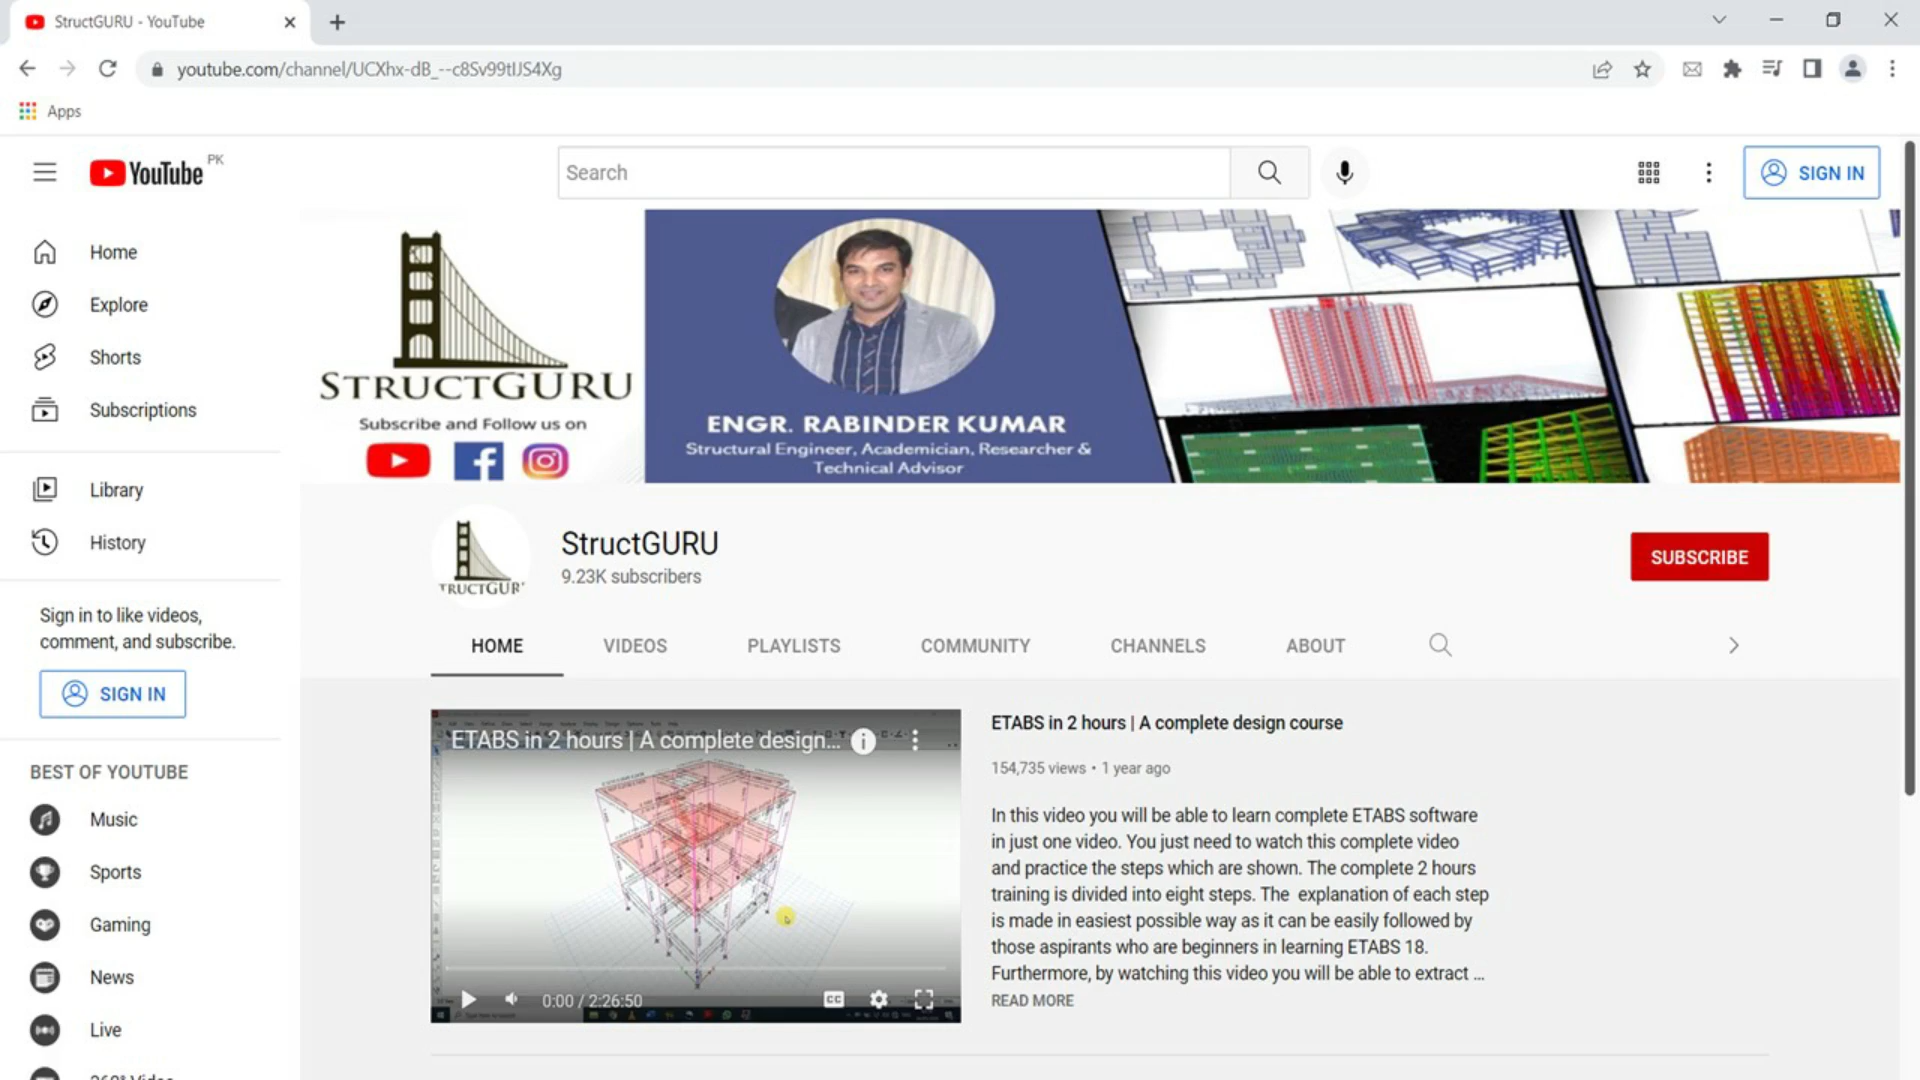 StructGURU - YouTube
youtube.com/channel/UCXhx-dB_--c8Sv99tIJS4Xg
Apps
YouTube PK
Search
SIGN IN
Home
Explore
Shorts
Subscriptions
Library
History
Sign in to like videos,
comment, and subscribe.
SIGN IN
BEST OF YOUTUBE
Music
Sports
Gaming
News
Live
STRUCTGURU
Subscribe and Follow us on
ENGR. RABINDER KUMAR
Structural Engineer, Academician, Researcher &
Technical Advisor
TRUCTGUR
StructGURU
9.23K subscribers
SUBSCRIBE
HOME
VIDEOS
PLAYLISTS
COMMUNITY
CHANNELS
ABOUT
ETABS in 2 hours | A complete design...
0:00 / 2:26:50
CC
ETABS in 2 hours | A complete design course
154,735 views • 1 year ago
In this video you will be able to learn complete ETABS software
in just one video. You just need to watch this complete video
and practice the steps which are shown. The complete 2 hours
training is divided into eight steps. The explanation of each step
is made in easiest possible way as it can be easily followed by
those aspirants who are beginners in learning ETABS 18.
Furthermore, by watching this video you will be able to extract ...
READ MORE